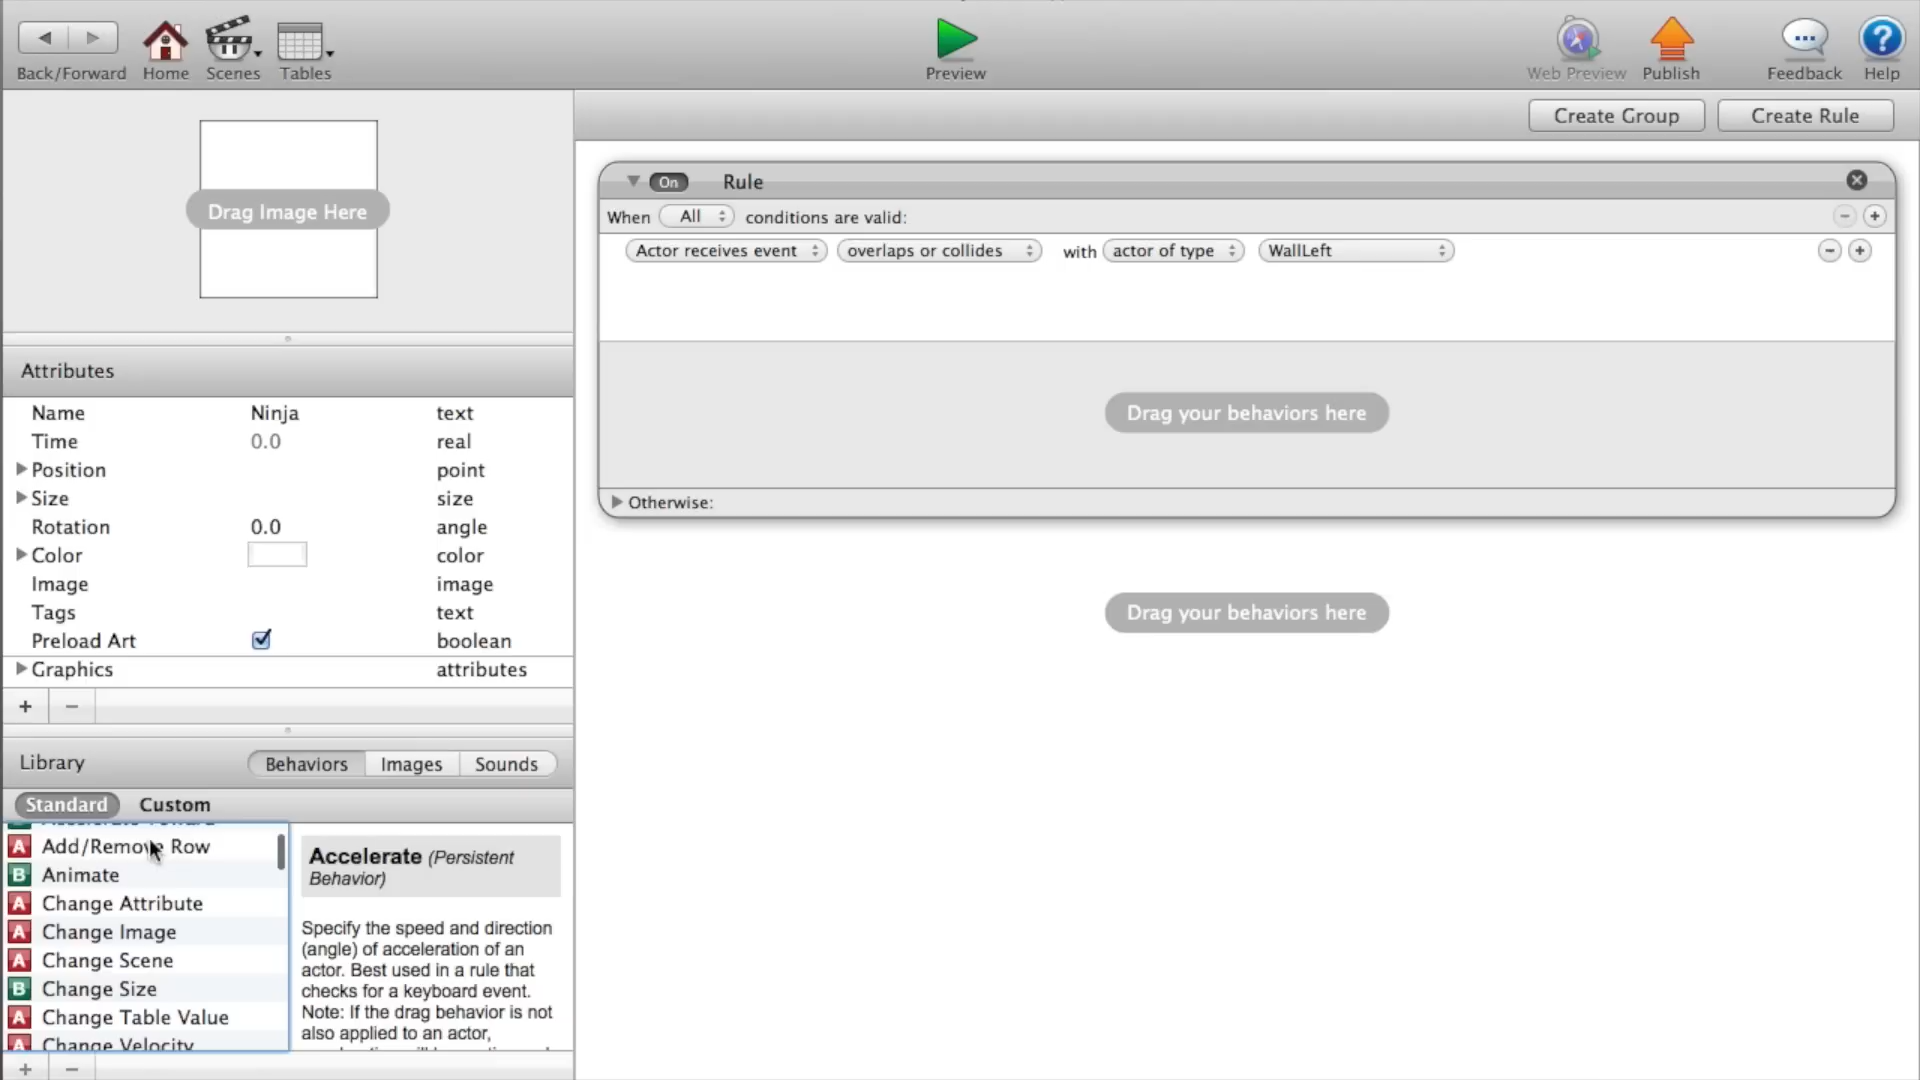 Back/Forward Home Scenes Tables Preview Web Preview Publish Feedback Help
Create Group Create Rule
Drag Image Here
On Rule
When All conditions are valid:
Actor receives event overlaps or collides with actor of type WallLeft
Drag your behaviors here
Otherwise:
Drag your behaviors here
Attributes
Name Ninja text
Time 0.0 real
Position point
Size size
Rotation 0.0 angle
Color color
Image image
Tags text
Preload Art boolean
Graphics attributes
Library Behaviors Images Sounds
Standard Custom
A Add/Remove Row
B Animate
A Change Attribute
A Change Image
A Change Scene
B Change Size
A Change Table Value
A Change Velocity
Accelerate (Persistent
Behavior)
Specify the speed and direction
(angle) of acceleration of an
actor. Best used in a rule that
checks for a keyboard event.
Note: If the drag behavior is not
also applied to an actor,